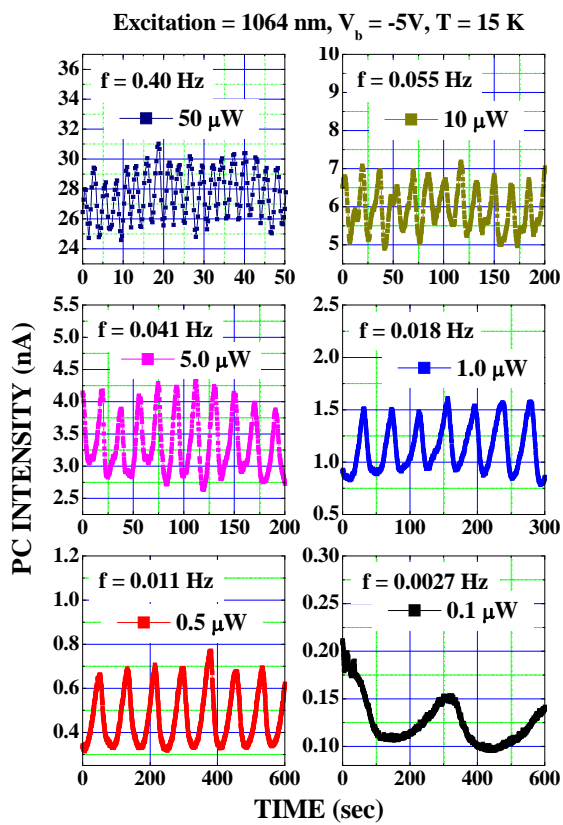 Excitation = 1064 nm, V_b = -5V, T = 15 K
PC INTENSITY (nA)
36
34
32
30
28
26
24
f = 0.40 Hz
50 μW
0 10 20 30 40 50
10
9
8
7
6
5
f = 0.055 Hz
10 μW
0 50 100 150 200
5.5
5.0
4.5
4.0
3.5
3.0
2.5
f = 0.041 Hz
5.0 μW
0 50 100 150 200
2.5
2.0
1.5
1.0
0.5
f = 0.018 Hz
1.0 μW
0 100 200 300
1.2
1.0
0.8
0.6
0.4
f = 0.011 Hz
0.5 μW
0 200 400 600
0.30
0.25
0.20
0.15
0.10
f = 0.0027 Hz
0.1 μW
0 200 400 600
TIME (sec)